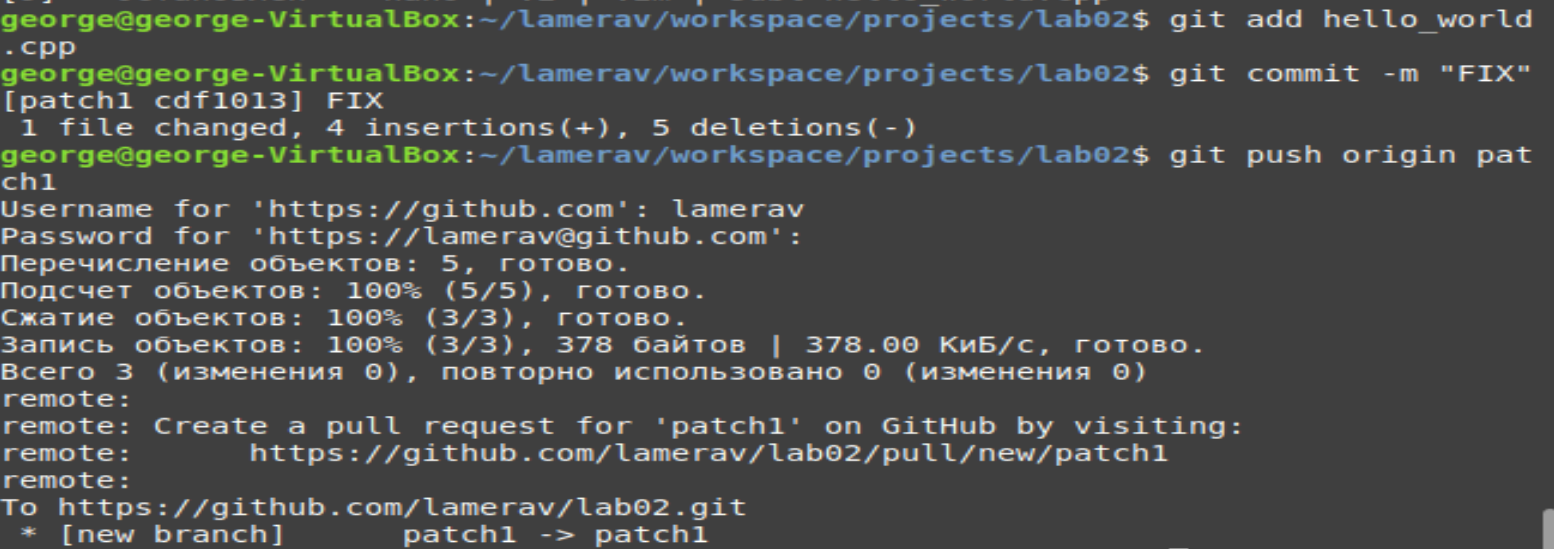 george@george-VirtualBox:~/lamerav/workspace/projects/lab02$ git add hello_world
.cpp
george@george-VirtualBox:~/lamerav/workspace/projects/lab02$ git commit -m "FIX"
[patch1 cdf1013] FIX
 1 file changed, 4 insertions(+), 5 deletions(-)
george@george-VirtualBox:~/lamerav/workspace/projects/lab02$ git push origin pat
ch1
Username for 'https://github.com': lamerav
Password for 'https://lamerav@github.com':
Перечисление объектов: 5, готово.
Подсчет объектов: 100% (5/5), готово.
Сжатие объектов: 100% (3/3), готово.
Запись объектов: 100% (3/3), 378 байтов | 378.00 КиБ/с, готово.
Всего 3 (изменения 0), повторно использовано 0 (изменения 0)
remote:
remote: Create a pull request for 'patch1' on GitHub by visiting:
remote:      https://github.com/lamerav/lab02/pull/new/patch1
remote:
To https://github.com/lamerav/lab02.git
 * [new branch]      patch1 -> patch1